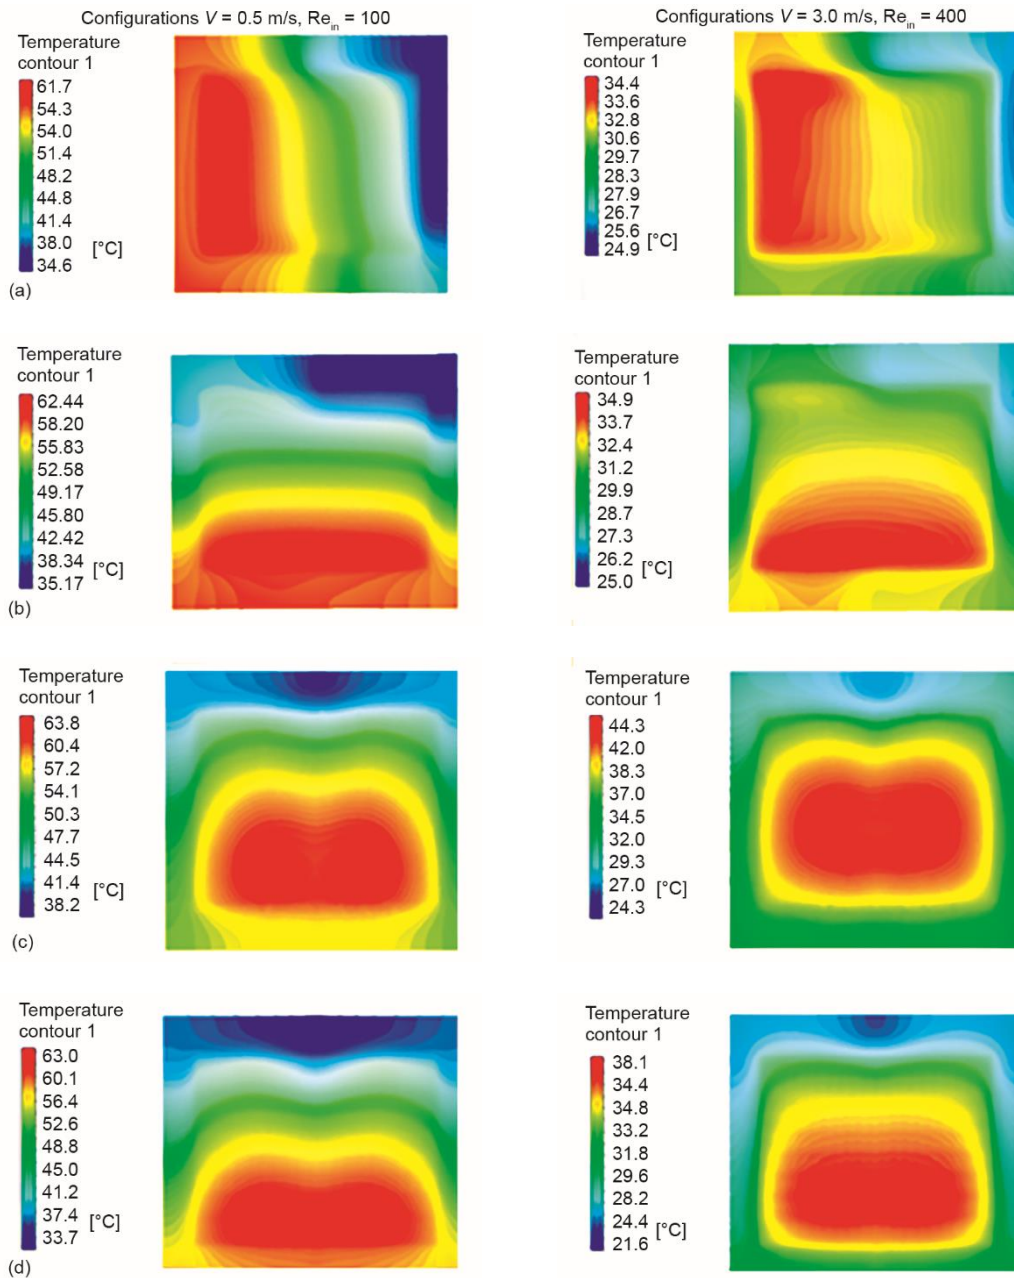 Configurations V = 0.5 m/s, Re_in = 100
Configurations V = 3.0 m/s, Re_in = 400
Temperature
contour 1
61.7
54.3
54.0
51.4
48.2
44.8
41.4
38.0
34.6
[°C]
(a)
Temperature
contour 1
34.4
33.6
32.8
30.6
29.7
28.3
27.9
26.7
25.6
24.9
[°C]
Temperature
contour 1
62.44
58.20
55.83
52.58
49.17
45.80
42.42
38.34
35.17
[°C]
(b)
Temperature
contour 1
34.9
33.7
32.4
31.2
29.9
28.7
27.3
26.2
25.0
[°C]
Temperature
contour 1
63.8
60.4
57.2
54.1
50.3
47.7
44.5
41.4
38.2
[°C]
(c)
Temperature
contour 1
44.3
42.0
38.3
37.0
34.5
32.0
29.3
27.0
24.3
[°C]
Temperature
contour 1
63.0
60.1
56.4
52.6
48.8
45.0
41.2
37.4
33.7
[°C]
(d)
Temperature
contour 1
38.1
34.4
34.8
33.2
31.8
29.6
28.2
24.4
21.6
[°C]